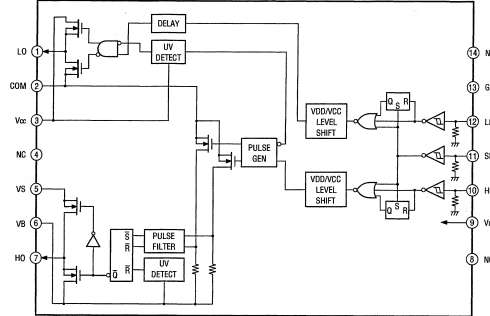 LO 1
COM 2
Vcc 3
NC 4
VS 5
VB 6
HO 7
DELAY
UV
DETECT
PULSE
GEN
VDD/VCC
LEVEL
SHIFT
VDD/VCC
LEVEL
SHIFT
Q S R
Q S R
S̅
R̅
R̅
Q̅
PULSE
FILTER
UV
DETECT
14 N
13
12
11
10 H
9
8